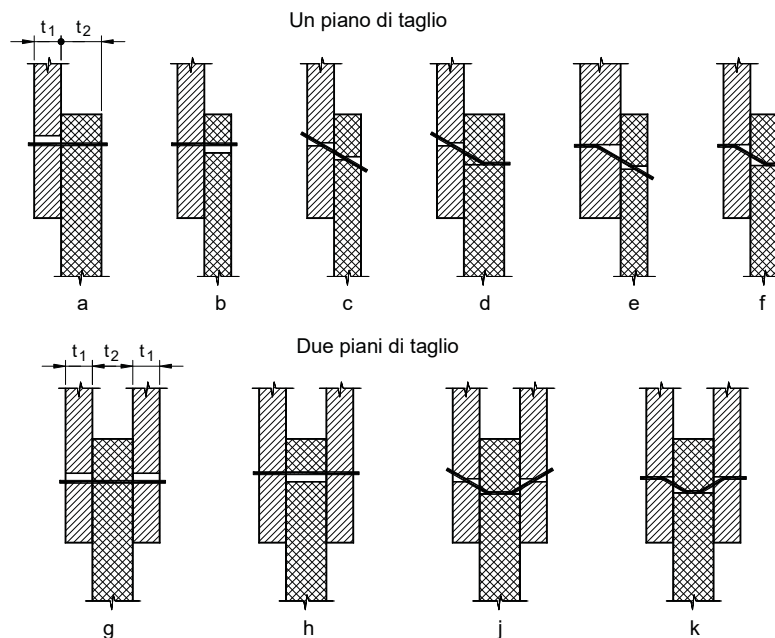 Un piano di taglio
t1 t2
a b c d e f
Due piani di taglio
t1 t2 t1
g h j k